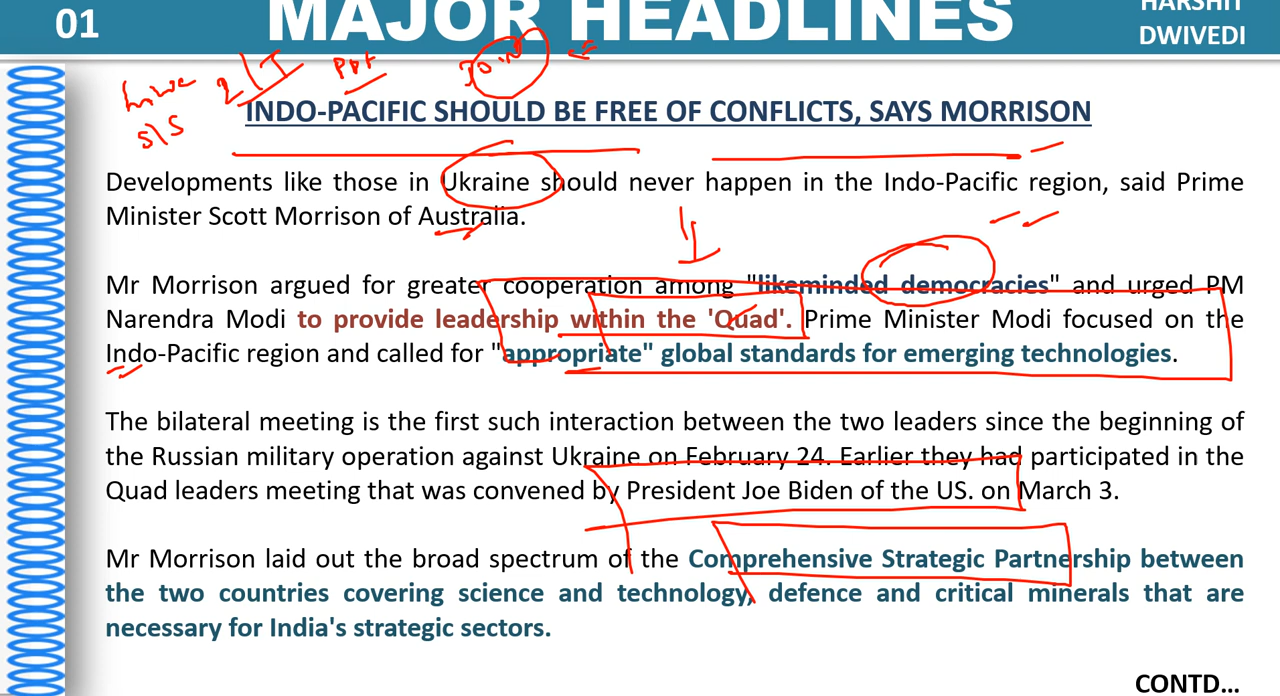 01
MAJOR HEADLINES
HARSHIT
DWIVEDI
PPT
JOIN
INDO-PACIFIC SHOULD BE FREE OF CONFLICTS, SAYS MORRISON
Developments like those in Ukraine should never happen in the Indo-Pacific region, said Prime
Minister Scott Morrison of Australia.
Mr Morrison argued for greater cooperation among "likeminded democracies" and urged PM
Narendra Modi to provide leadership within the 'Quad'. Prime Minister Modi focused on the
Indo-Pacific region and called for "appropriate" global standards for emerging technologies.
The bilateral meeting is the first such interaction between the two leaders since the beginning of
the Russian military operation against Ukraine on February 24. Earlier they had participated in the
Quad leaders meeting that was convened by President Joe Biden of the US. on March 3.
Mr Morrison laid out the broad spectrum of the Comprehensive Strategic Partnership between
the two countries covering science and technology, defence and critical minerals that are
necessary for India's strategic sectors.
CONTD...